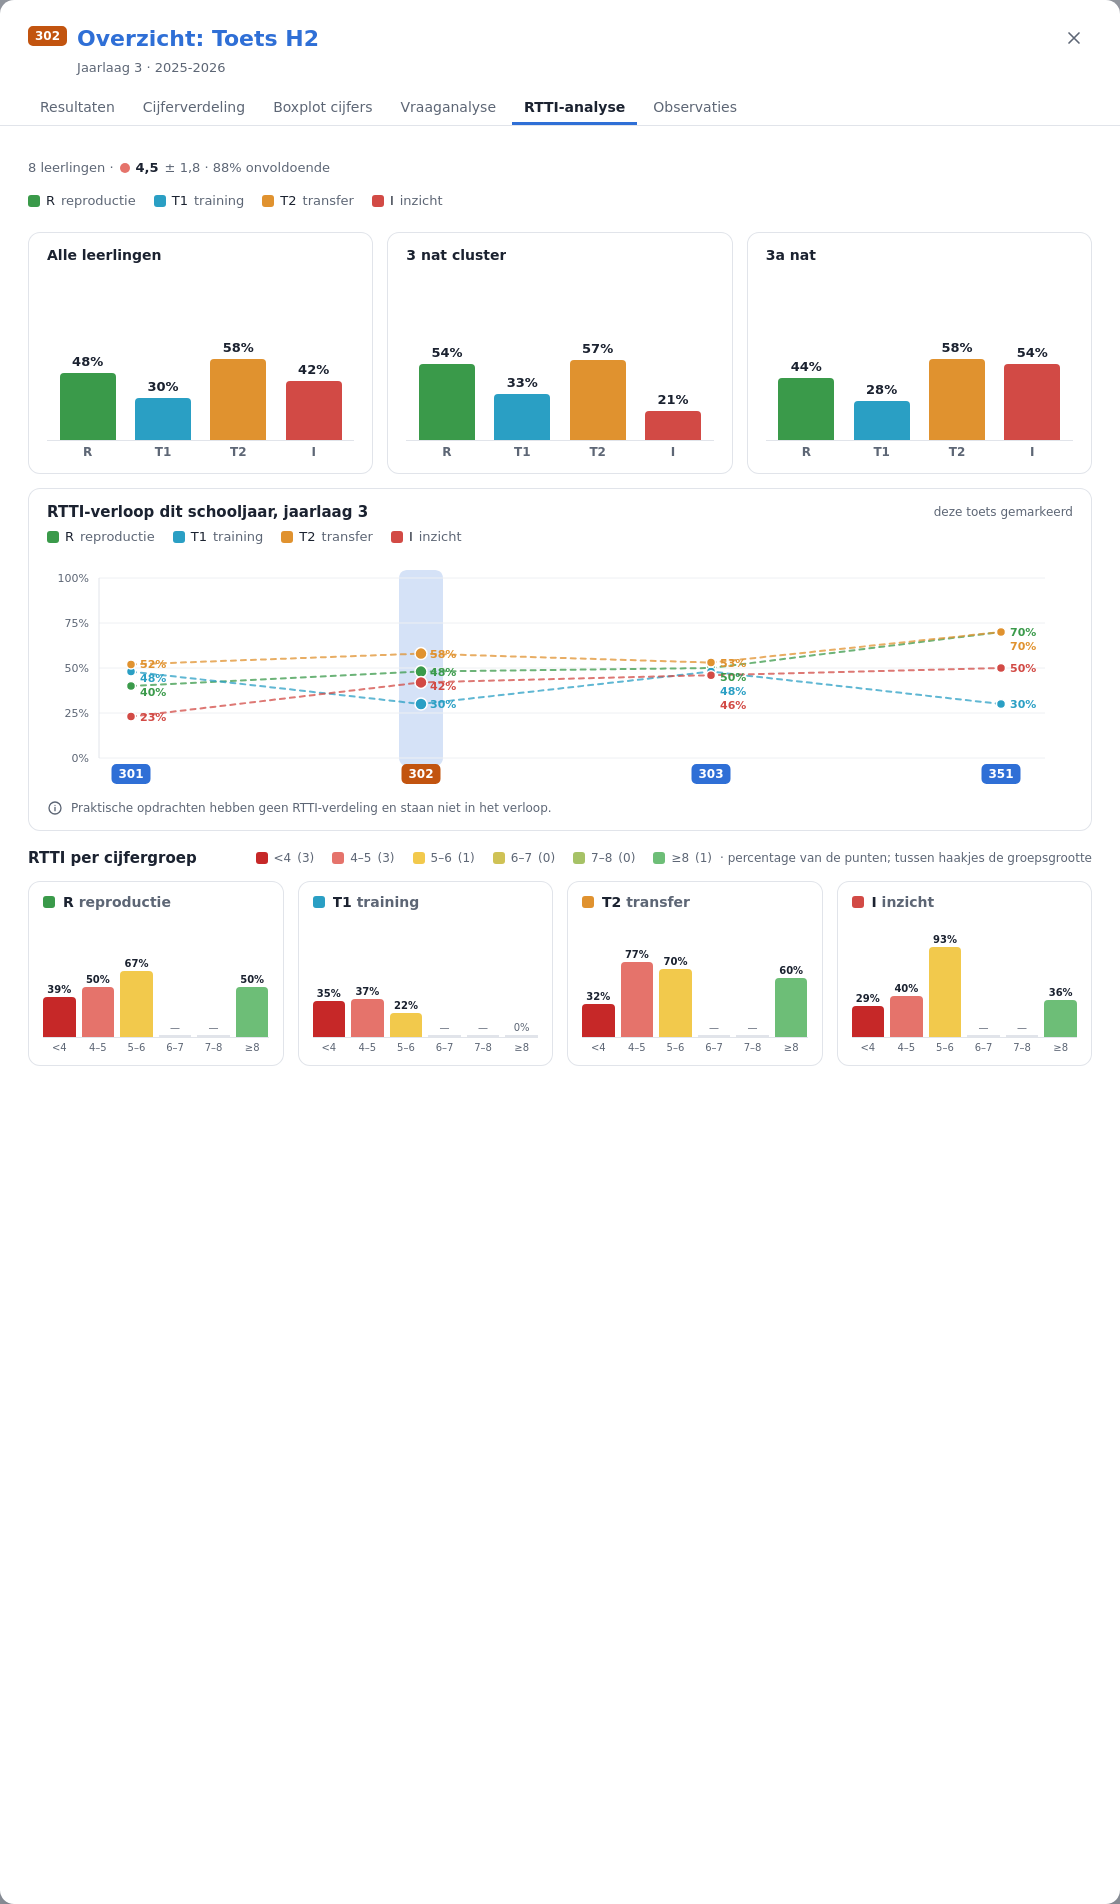 302 Overzicht: Toets H2
Jaarlaag 3 · 2025-2026
Resultaten Cijferverdeling Boxplot cijfers Vraaganalyse RTTI-analyse Observaties
8 leerlingen · 4,5 ± 1,8 · 88% onvoldoende
R reproductie T1 training T2 transfer I inzicht
Alle leerlingen
48% 30% 58% 42%
R T1 T2 I
3 nat cluster
54% 33% 57% 21%
R T1 T2 I
3a nat
44% 28% 58% 54%
R T1 T2 I
RTTI-verloop dit schooljaar, jaarlaag 3
deze toets gemarkeerd
R reproductie T1 training T2 transfer I inzicht
100%
75%
50%
25%
0%
52%
48%
40%
23%
58%
48%
42%
30%
53%
50%
48%
46%
70%
70%
50%
30%
301 302 303 351
Praktische opdrachten hebben geen RTTI-verdeling en staan niet in het verloop.
RTTI per cijfergroep
<4 (3) 4–5 (3) 5–6 (1) 6–7 (0) 7–8 (0) ≥8 (1) · percentage van de punten; tussen haakjes de groepsgrootte
R reproductie
39% 50% 67% — — 50%
<4 4–5 5–6 6–7 7–8 ≥8
T1 training
35% 37% 22% — — 0%
<4 4–5 5–6 6–7 7–8 ≥8
T2 transfer
32% 77% 70% — — 60%
<4 4–5 5–6 6–7 7–8 ≥8
I inzicht
29% 40% 93% — — 36%
<4 4–5 5–6 6–7 7–8 ≥8